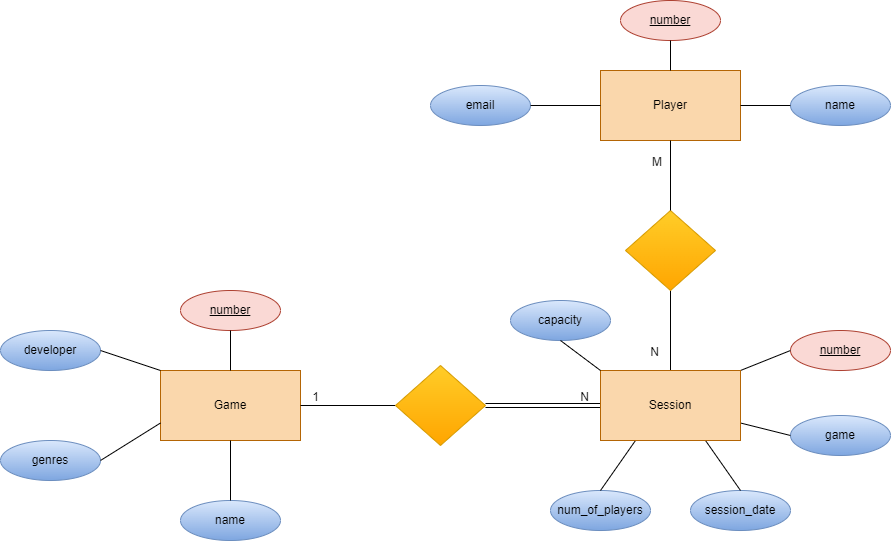 number
email
Player
name
M
number
capacity
developer
N
number
1
N
Game
Session
game
genres
name
num_of_players
session_date